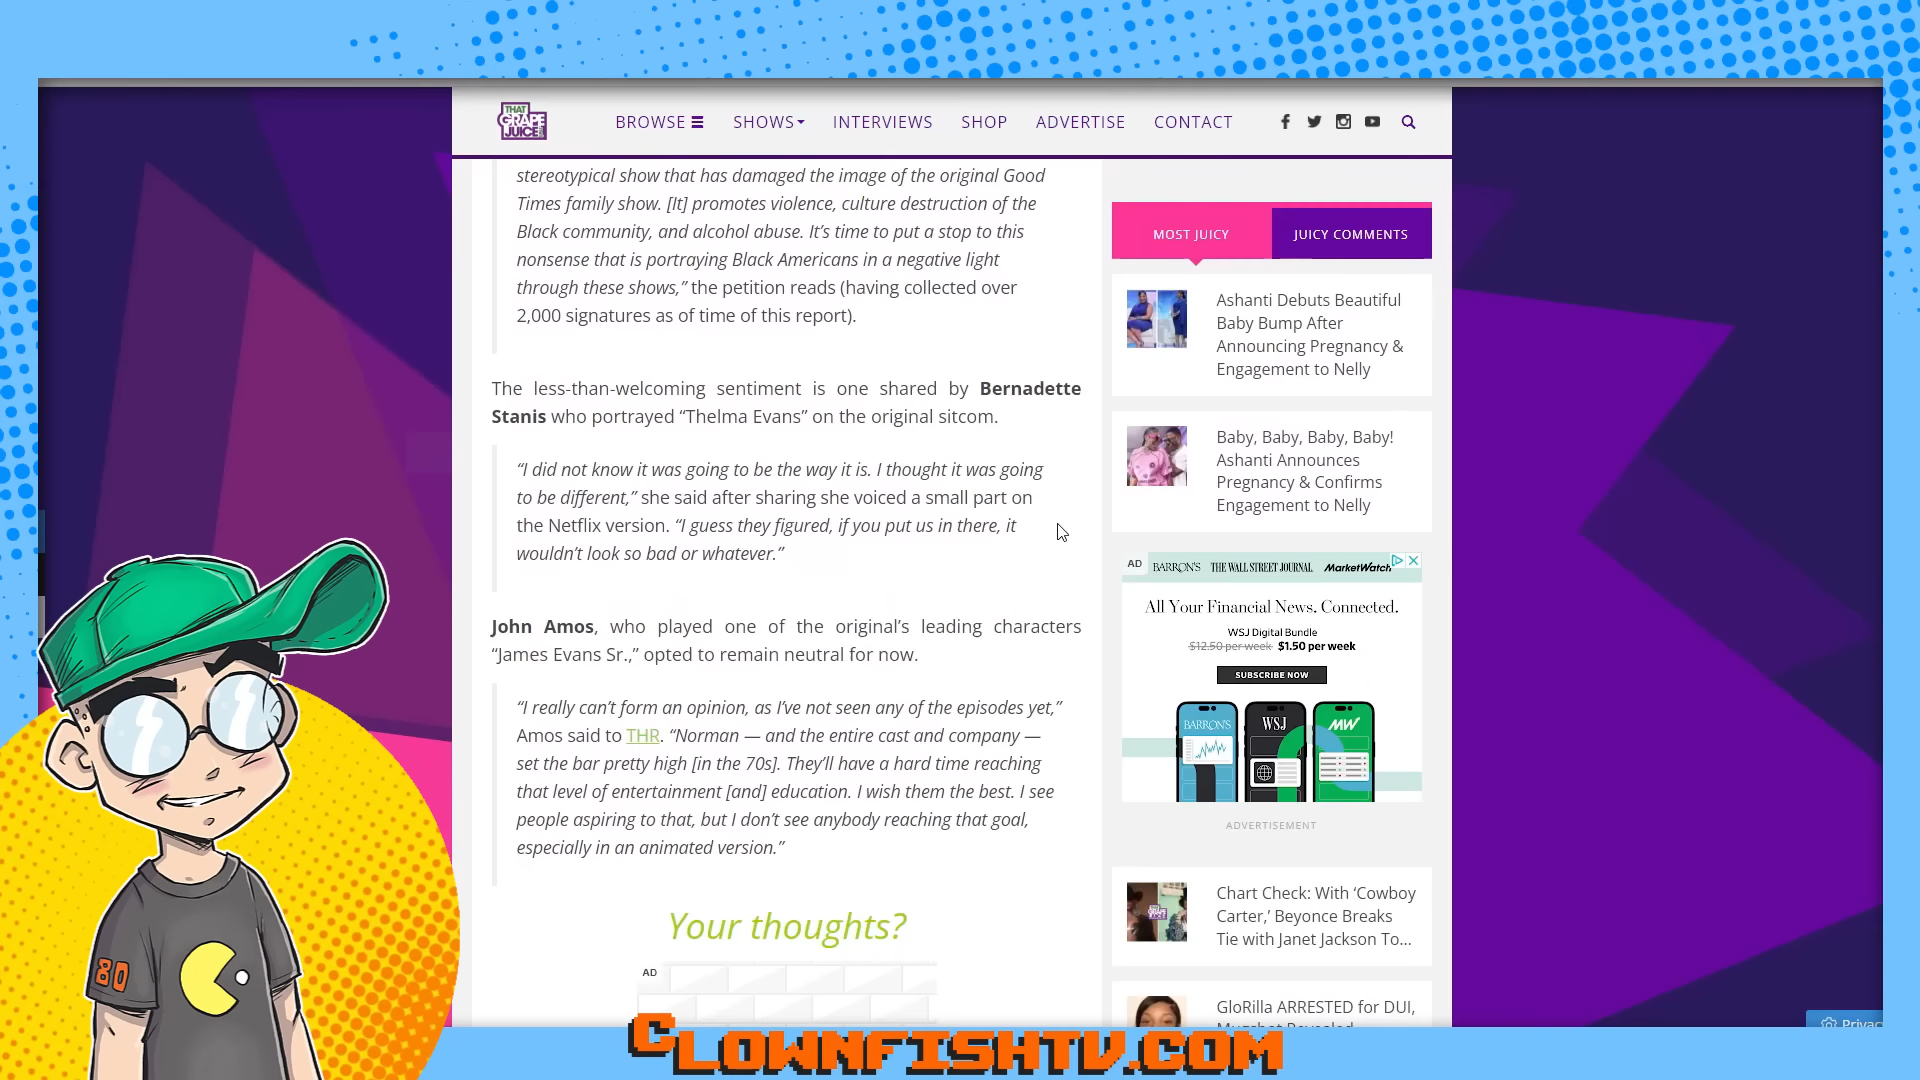 THAT
GRAPE
JUICE
BROWSE
SHOWS
INTERVIEWS
SHOP
ADVERTISE
CONTACT
stereotypical show that has damaged the image of the original Good
Times family show. [It] promotes violence, culture destruction of the
Black community, and alcohol abuse. It’s time to put a stop to this
nonsense that is portraying Black Americans in a negative light
through these shows,” the petition reads (having collected over
2,000 signatures as of time of this report).
The less-than-welcoming sentiment is one shared by Bernadette
Stanis who portrayed “Thelma Evans” on the original sitcom.
“I did not know it was going to be the way it is. I thought it was going
to be different,” she said after sharing she voiced a small part on
the Netflix version. “I guess they figured, if you put us in there, it
wouldn’t look so bad or whatever.”
John Amos, who played one of the original’s leading characters
“James Evans Sr.,” opted to remain neutral for now.
“I really can’t form an opinion, as I’ve not seen any of the episodes yet,”
Amos said to THR. “Norman — and the entire cast and company —
set the bar pretty high [in the 70s]. They’ll have a hard time reaching
that level of entertainment [and] education. I wish them the best. I see
people aspiring to that, but I don’t see anybody reaching that goal,
especially in an animated version.”
Your thoughts?
AD
MOST JUICY
JUICY COMMENTS
Ashanti Debuts Beautiful
Baby Bump After
Announcing Pregnancy &
Engagement to Nelly
Baby, Baby, Baby, Baby!
Ashanti Announces
Pregnancy & Confirms
Engagement to Nelly
AD
BARRON'S THE WALL STREET JOURNAL MarketWatch
All Your Financial News, Connected.
WSJ Digital Bundle
$12.50 per week $1.50 per week
SUBSCRIBE NOW
BARRON'S
WSJ
MW
ADVERTISEMENT
Chart Check: With ‘Cowboy
Carter,’ Beyonce Breaks
Tie with Janet Jackson To...
GloRilla ARRESTED for DUI,
Mugshot Revealed
Privac
80
CLOWNFISHTV.COM